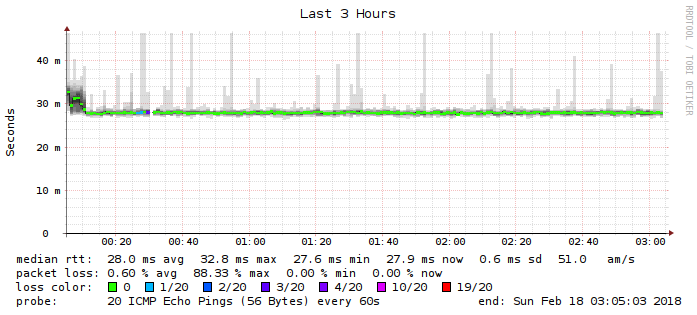 Last 3 Hours
RRDTOOL / TOBI OETIKER
Seconds
40 m
30 m
20 m
10 m
0
00:20 00:40 01:00 01:20 01:40 02:00 02:20 02:40 03:00
median rtt: 28.0 ms avg 32.8 ms max 27.6 ms min 27.9 ms now 0.6 ms sd 51.0 am/s
packet loss: 0.60 % avg 88.33 % max 0.00 % min 0.00 % now
loss color: 0 1/20 2/20 3/20 4/20 10/20 19/20
probe: 20 ICMP Echo Pings (56 Bytes) every 60s end: Sun Feb 18 03:05:03 2018